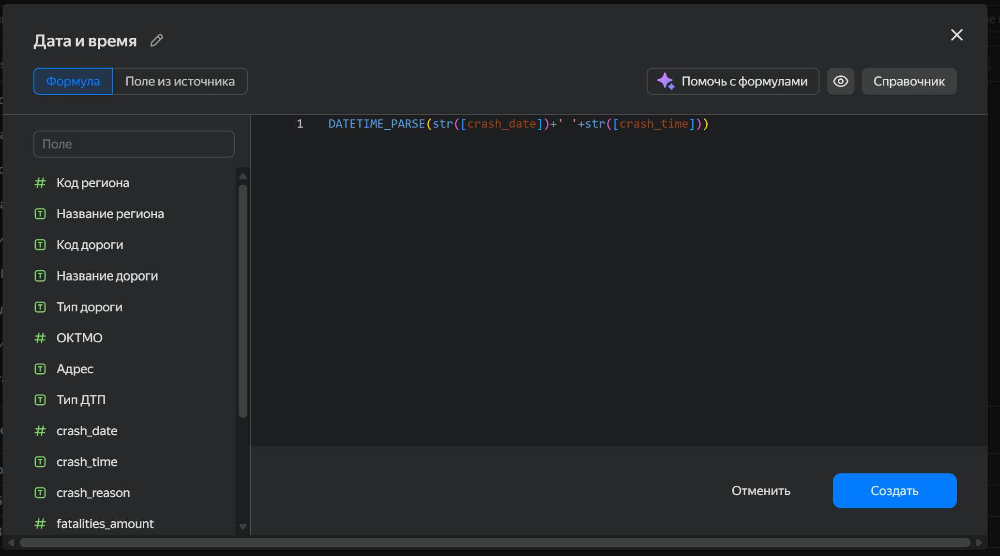 Дата и время
Формула
Поле из источника
Помочь с формулами
Справочник
Поле
Код региона
Название региона
Код дороги
Название дороги
Тип дороги
ОКТМО
Адрес
Тип ДТП
crash_date
crash_time
crash_reason
fatalities_amount
1 DATETIME_PARSE(str([crash_date])+' '+str([crash_time]))
Отменить
Создать